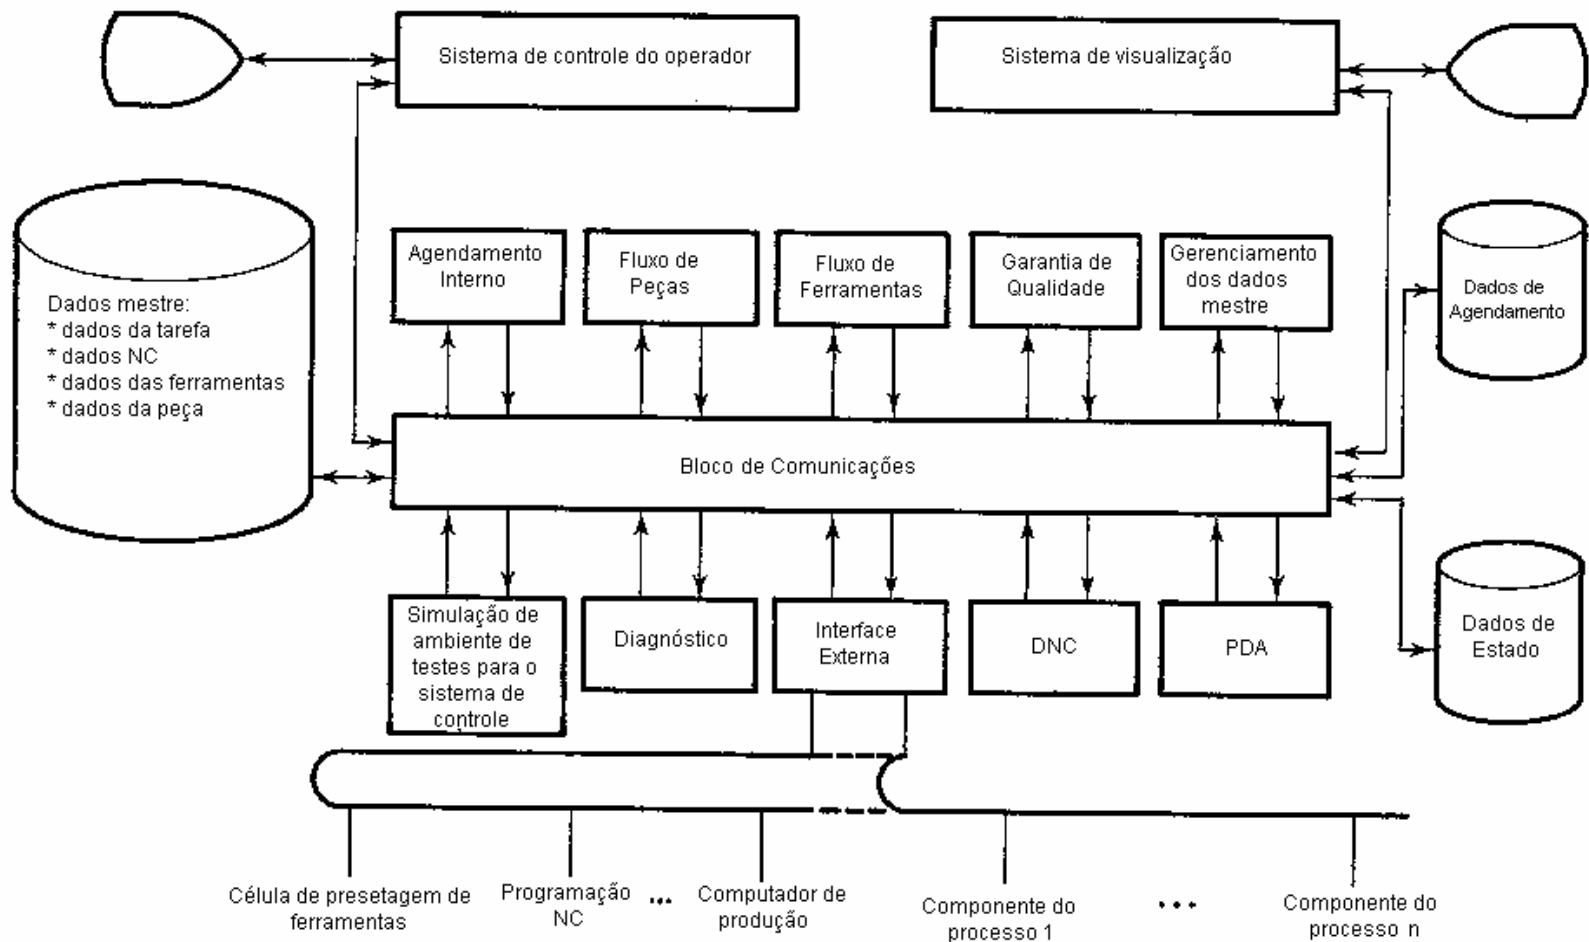 Sistema de controle do operador
Sistema de visualização
Agendamento
Interno
Fluxo de
Peças
Fluxo de
Ferramentas
Garantia de
Qualidade
Gerenciamento
dos dados
mestre
Dados mestre:
* dados da tarefa
* dados NC
* dados das ferramentas
* dados da peça
Dados de
Agendamento
Bloco de Comunicações
Simulação de
ambiente de
testes para o
sistema de
controle
Diagnóstico
Interface
Externa
DNC
PDA
Dados de
Estado
Célula de presetagem de
ferramentas
Programação
NC
...
Computador de
produção
Componente do
processo 1
...
Componente do
processo n